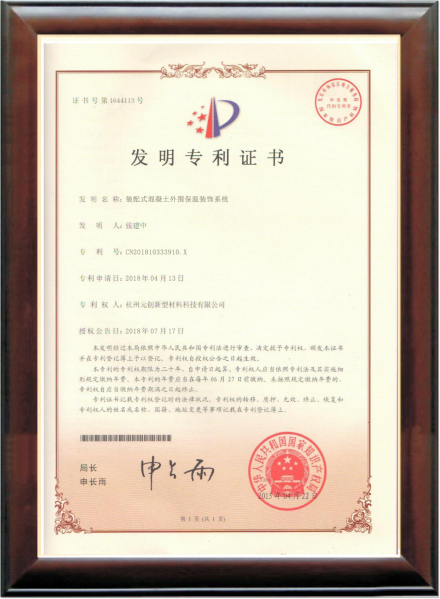 证书号第1644113号
发明专利证书
发 明 名 称：装配式混凝土外围保温装饰系统
发 明 人：张建中
专 利 号：CN201810333910.X
专利申请日：2018年04月13日
专 利 权 人：杭州元创新型材料科技有限公司
授权公告日：2018年07月17日
本发明经过本局依照中华人民共和国专利法进行审查，决定授予专利权，颁发本证书
并在专利登记簿上予以登记。专利权自授权公告之日起生效。
本专利的专利权期限为二十年，自申请日起算。专利权人应当依照专利法及其实施细
则规定缴纳年费。本专利的年费应当在每年05月27日前缴纳。未按照规定缴纳年费的，
专利权自应当缴纳年费期满之日起终止。
专利证书记载专利权登记时的法律状况。专利权的转移、质押、无效、终止、恢复和
专利权人的姓名或名称、国籍、地址变更等事项记载在专利登记簿上。
局长
申长雨
申长雨
中华人民共和国国家知识产权局
2015年04月22日
第 1 页 (共 1 页)